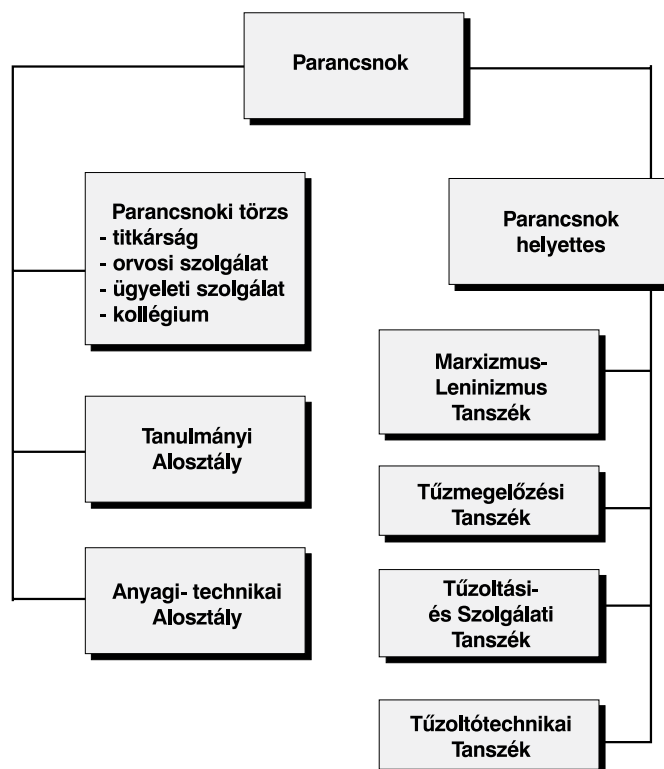 Parancsnok
Parancsnoki törzs
- titkárság
- orvosi szolgálat
- ügyeleti szolgálat
- kollégium
Tanulmányi
Alosztály
Anyagi- technikai
Alosztály
Parancsnok
helyettes
Marxizmus-
Leninizmus
Tanszék
Tűzmegelőzési
Tanszék
Tűzoltási-
és Szolgálati
Tanszék
Tűzoltótechnikai
Tanszék